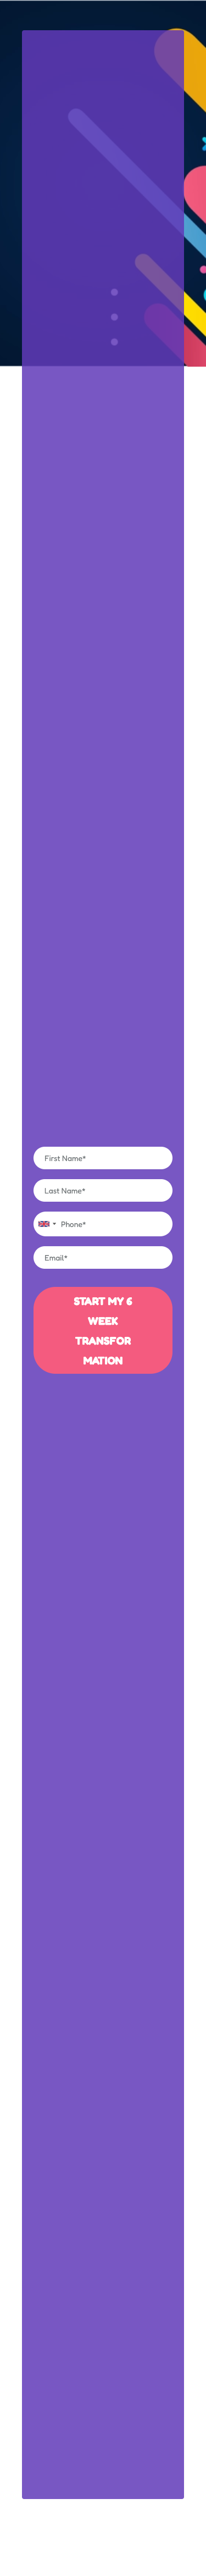 First Name*
Last Name*
Phone*
Email*
START MY 6
WEEK
TRANSFOR
MATION